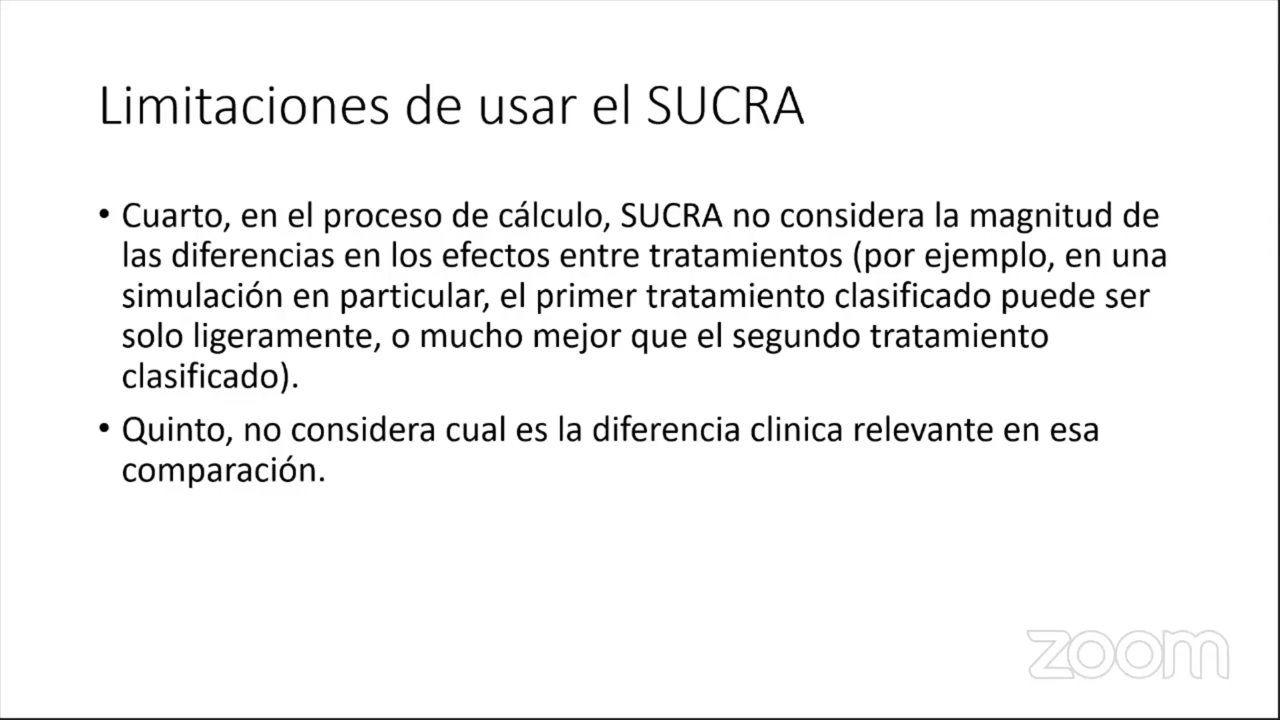 Limitaciones de usar el SUCRA
• Cuarto, en el proceso de cálculo, SUCRA no considera la magnitud de
las diferencias en los efectos entre tratamientos (por ejemplo, en una
simulación en particular, el primer tratamiento clasificado puede ser
solo ligeramente, o mucho mejor que el segundo tratamiento
clasificado).
• Quinto, no considera cual es la diferencia clinica relevante en esa
comparación.
zoom